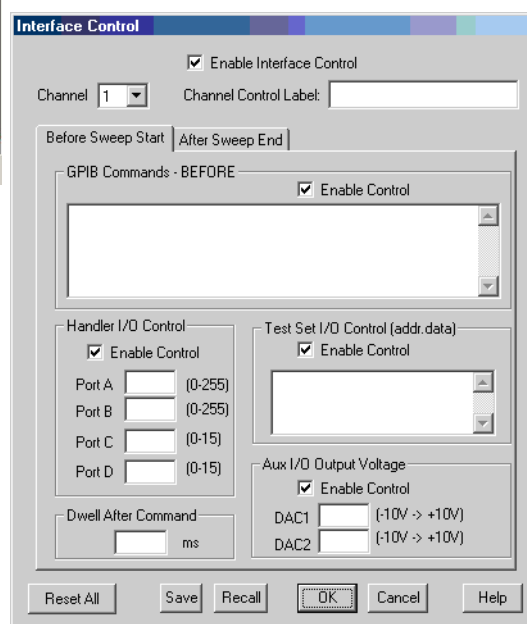 Interface Control
Enable Interface Control
Channel 1 Channel Control Label:
Before Sweep Start After Sweep End
GPIB Commands - BEFORE
Enable Control
Handler I/O Control
Enable Control
Port A (0-255)
Port B (0-255)
Port C (0-15)
Port D (0-15)
Test Set I/O Control (addr.data)
Enable Control
Aux I/O Output Voltage
Enable Control
DAC1 (-10V -> +10V)
DAC2 (-10V -> +10V)
Dwell After Command
ms
Reset All Save Recall OK Cancel Help